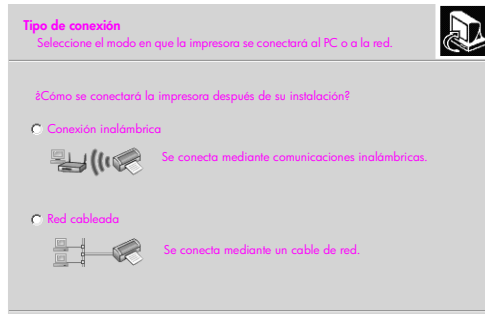 Tipo de conexión
Seleccione el modo en que la impresora se conectará al PC o a la red.
¿Cómo se conectará la impresora después de su instalación?
Conexión inalámbrica
Se conecta mediante comunicaciones inalámbricas.
Red cableada
Se conecta mediante un cable de red.